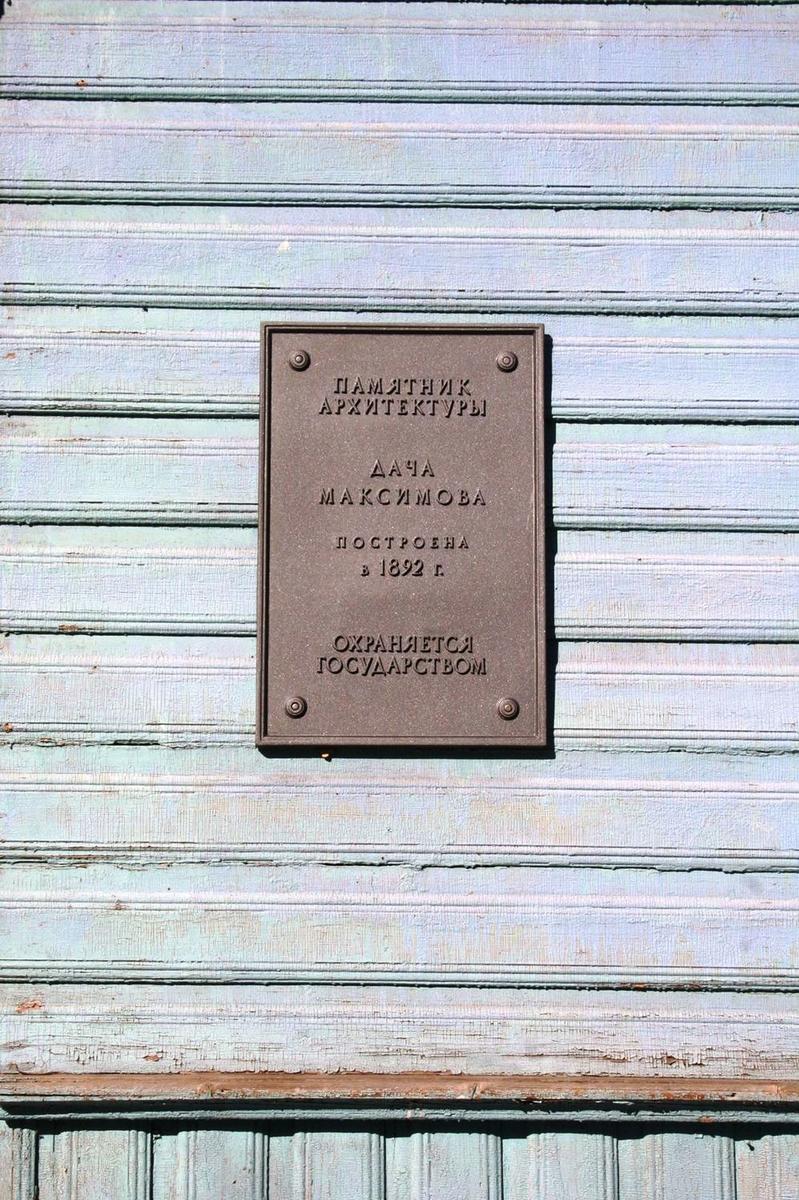 ПАМЯТНИК
АРХИТЕКТУРЫ
ДАЧА
МАКСИМОВА
ПОСТРОЕНА
в 1892 г.
ОХРАНЯЕТСЯ
ГОСУДАРСТВОМ